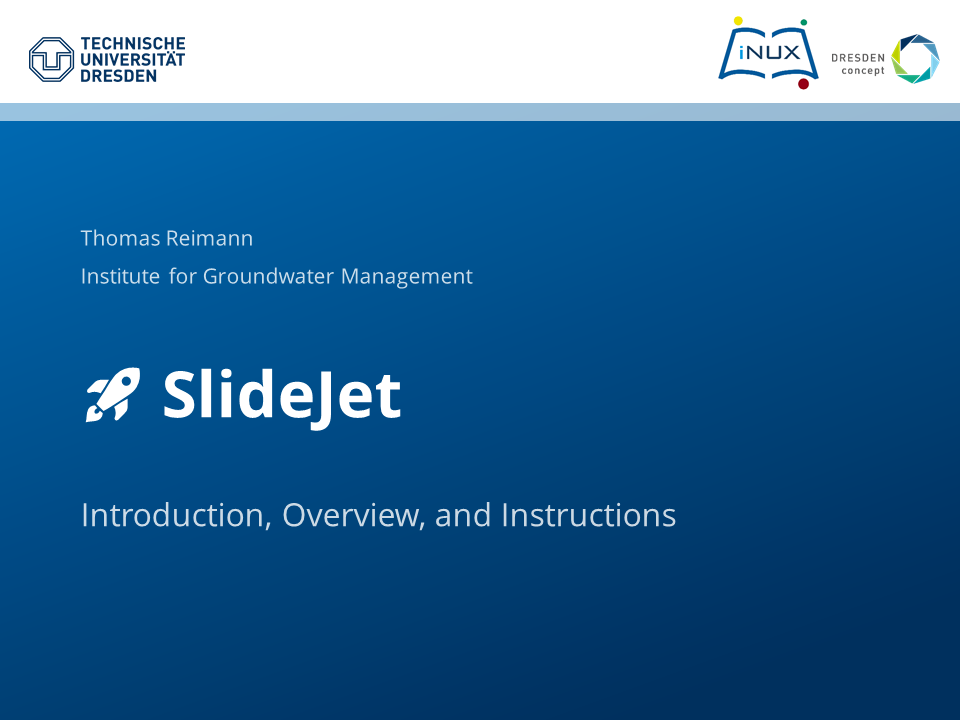 TECHNISCHE
UNIVERSITÄT
DRESDEN
iNUX
DRESDEN
concept
Thomas Reimann
Institute for Groundwater Management
SlideJet
Introduction, Overview, and Instructions